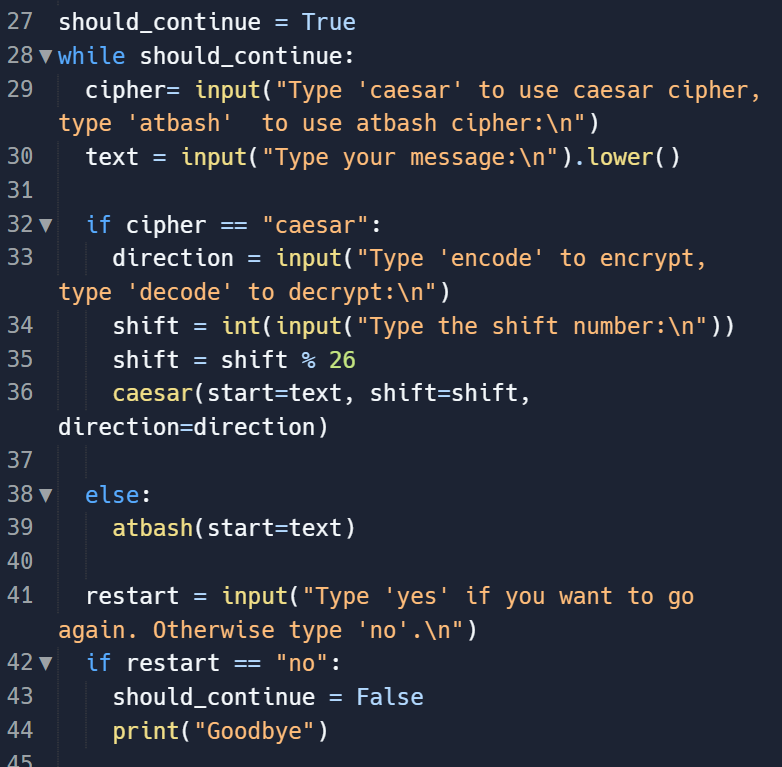 27 should_continue = True
28 ▼ while should_continue:
29 cipher= input("Type 'caesar' to use caesar cipher,
type 'atbash'  to use atbash cipher:\n")
30 text = input("Type your message:\n").lower()
31
32 ▼ if cipher == "caesar":
33 direction = input("Type 'encode' to encrypt,
type 'decode' to decrypt:\n")
34 shift = int(input("Type the shift number:\n"))
35 shift = shift % 26
36 caesar(start=text, shift=shift,
direction=direction)
37
38 ▼ else:
39 atbash(start=text)
40
41 restart = input("Type 'yes' if you want to go
again. Otherwise type 'no'.\n")
42 ▼ if restart == "no":
43 should_continue = False
44 print("Goodbye")
45